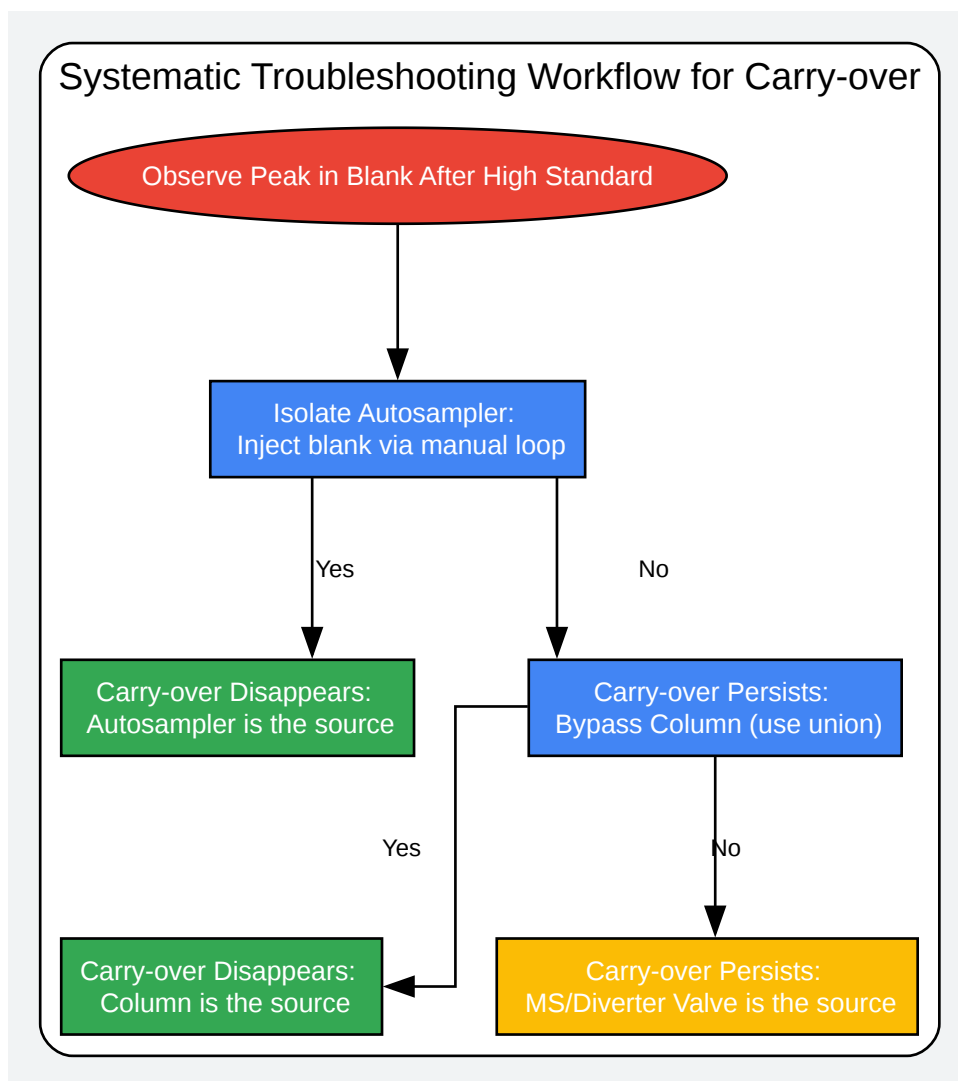 Systematic Troubleshooting Workflow for Carry-over
Observe Peak in Blank After High Standard
Isolate Autosampler:
Inject blank via manual loop
Yes
No
Carry-over Disappears:
Autosampler is the source
Carry-over Persists:
Bypass Column (use union)
Yes
No
Carry-over Disappears:
Column is the source
Carry-over Persists:
MS/Diverter Valve is the source